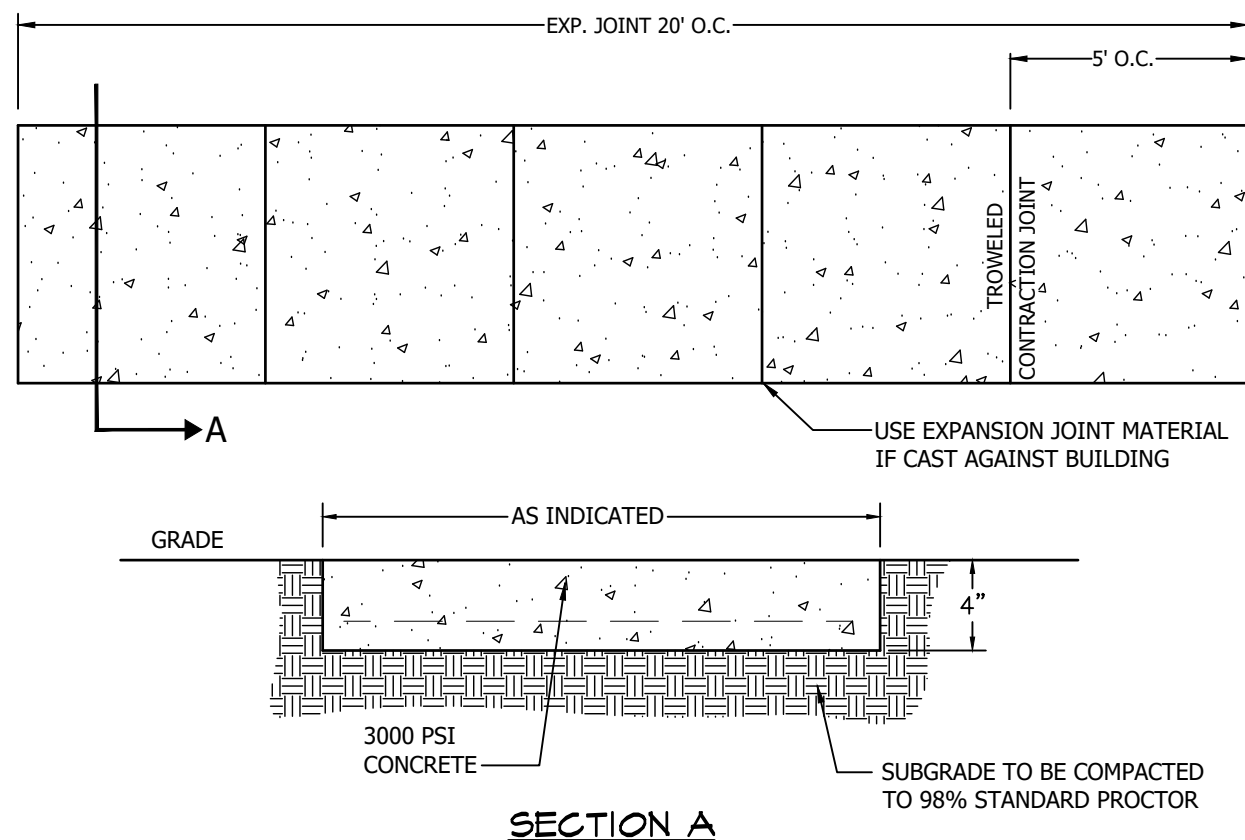 EXP. JOINT 20' O.C.
5' O.C.
TROWELED
CONTRACTION JOINT
A
USE EXPANSION JOINT MATERIAL
IF CAST AGAINST BUILDING
AS INDICATED
GRADE
4”
3000 PSI
CONCRETE
SUBGRADE TO BE COMPACTED
TO 98% STANDARD PROCTOR
SECTION A